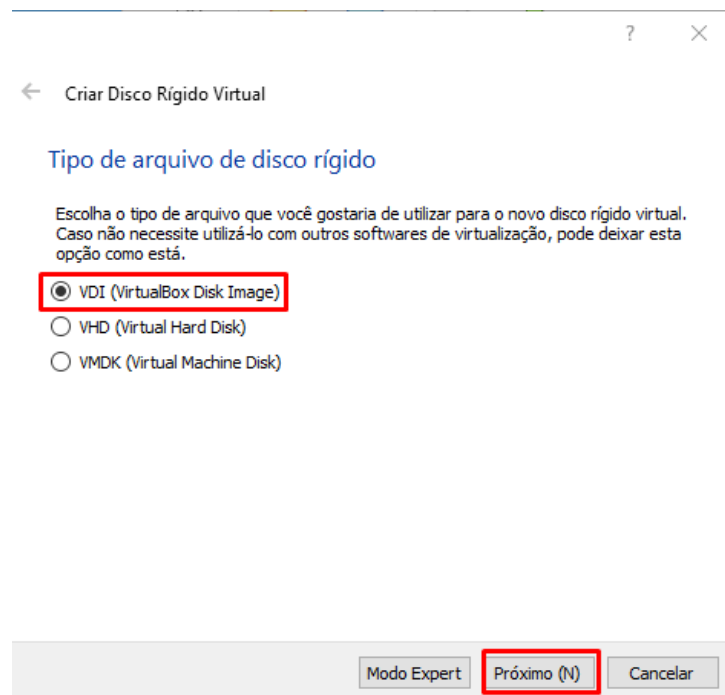 ?
Criar Disco Rígido Virtual
Tipo de arquivo de disco rígido
Escolha o tipo de arquivo que você gostaria de utilizar para o novo disco rígido virtual.
Caso não necessite utilizá-lo com outros softwares de virtualização, pode deixar esta
opção como está.
VDI (VirtualBox Disk Image)
VHD (Virtual Hard Disk)
VMDK (Virtual Machine Disk)
Modo Expert Próximo (N) Cancelar